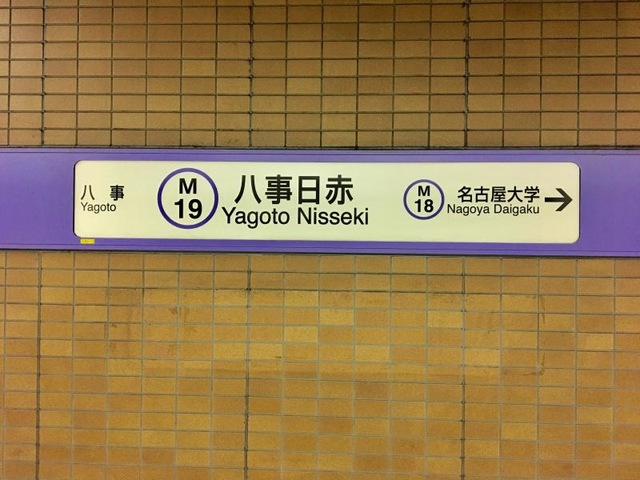 八事
Yagoto
M
19
八事日赤
Yagoto Nisseki
M
18
名古屋大学
Nagoya Daigaku
→